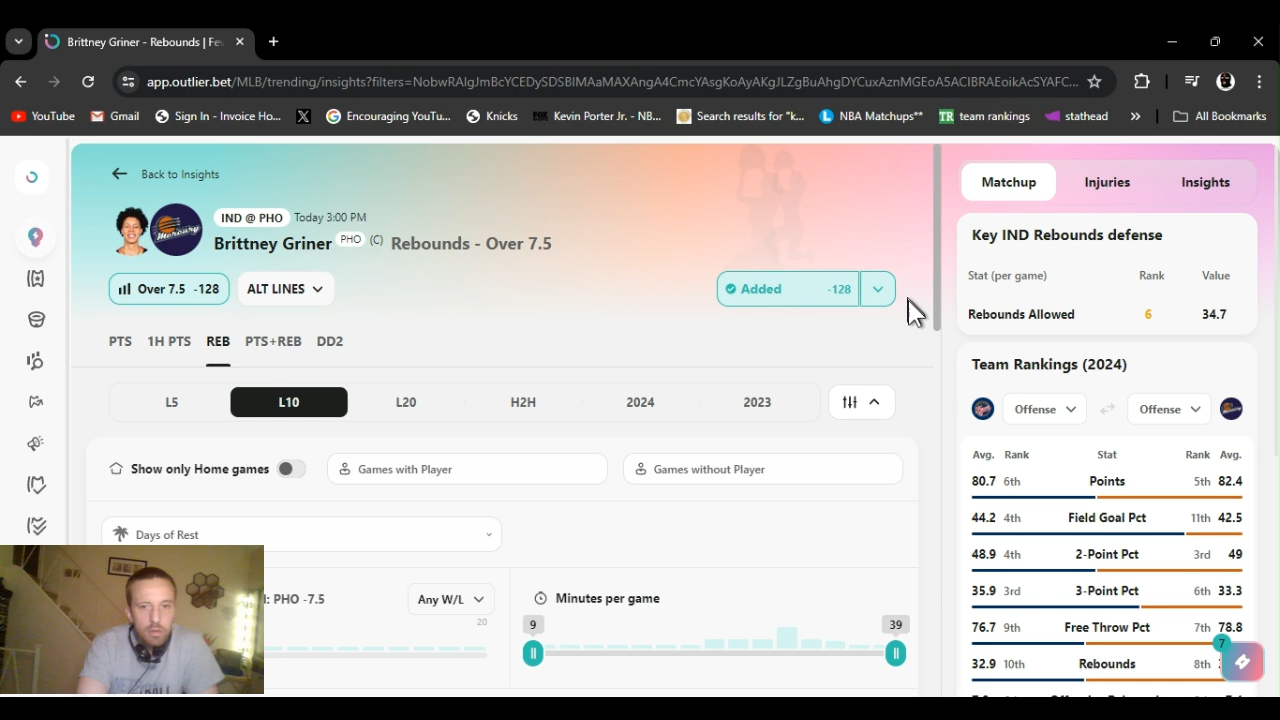 Brittney Griner - Rebounds | Fe
app.outlier.bet/MLB/trending/insights?filters=
YouTube
Gmail
Sign In - Invoice Ho...
Encouraging YouTu...
Knicks
Kevin Porter Jr. - NB...
Search results for "k...
NBA Matchups**
TR team rankings
stathead
»
All Bookmarks
Back to Insights
IND @ PHO Today 3:00 PM
Brittney Griner PHO (C) Rebounds - Over 7.5
Over 7.5 -128
ALT LINES
Added -128
PTS 1H PTS REB PTS+REB DD2
L5 L10 L20 H2H 2024 2023
Show only Home games
Games with Player
Games without Player
Days of Rest
: PHO -7.5
Any W/L
20
Minutes per game
9 39
Matchup Injuries Insights
Key IND Rebounds defense
Stat (per game) Rank Value
Rebounds Allowed 6 34.7
Team Rankings (2024)
Offense Offense
Avg. Rank Stat Rank Avg.
80.7 6th Points 5th 82.4
44.2 4th Field Goal Pct 11th 42.5
48.9 4th 2-Point Pct 3rd 49
35.9 3rd 3-Point Pct 6th 33.3
76.7 9th Free Throw Pct 7th 78.8
32.9 10th Rebounds 8th
7